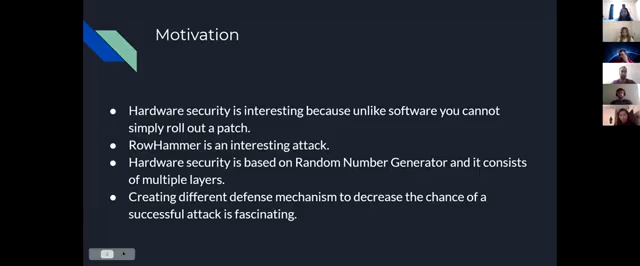 Motivation
● Hardware security is interesting because unlike software you cannot
simply roll out a patch.
● RowHammer is an interesting attack.
● Hardware security is based on Random Number Generator and it consists
of multiple layers.
● Creating different defense mechanism to decrease the chance of a
successful attack is fascinating.